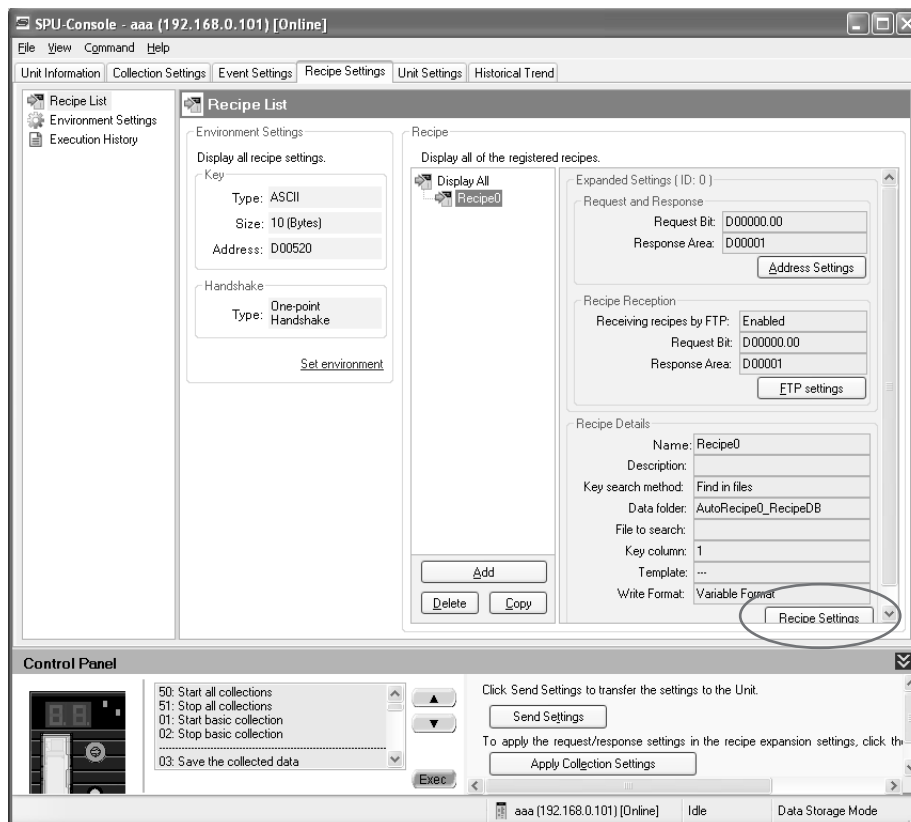 SPU-Console - aaa (192.168.0.101) [Online]
File View Command Help
Unit Information Collection Settings Event Settings Recipe Settings Unit Settings Historical Trend
Recipe List
Environment Settings
Execution History
Recipe List
Environment Settings
Display all recipe settings.
Key
Type: ASCII
Size: 10 (Bytes)
Address: D00520
Handshake
Type: One-point
Handshake
Set environment
Recipe
Display all of the registered recipes.
Display All
Recipe0
Add
Delete Copy
Expanded Settings ( ID: 0 )
Request and Response
Request Bit: D00000.00
Response Area: D00001
Address Settings
Recipe Reception
Receiving recipes by FTP: Enabled
Request Bit: D00000.00
Response Area: D00001
FTP settings
Recipe Details
Name: Recipe0
Description:
Key search method: Find in files
Data folder: AutoRecipe0_RecipeDB
File to search:
Key column: 1
Template: ---
Write Format: Variable Format
Recipe Settings
Control Panel
50: Start all collections
51: Stop all collections
01: Start basic collection
02: Stop basic collection
03: Save the collected data
Exec
Click Send Settings to transfer the settings to the Unit.
Send Settings
To apply the request/response settings in the recipe expansion settings, click the
Apply Collection Settings
aaa (192.168.0.101) [Online] Idle Data Storage Mode